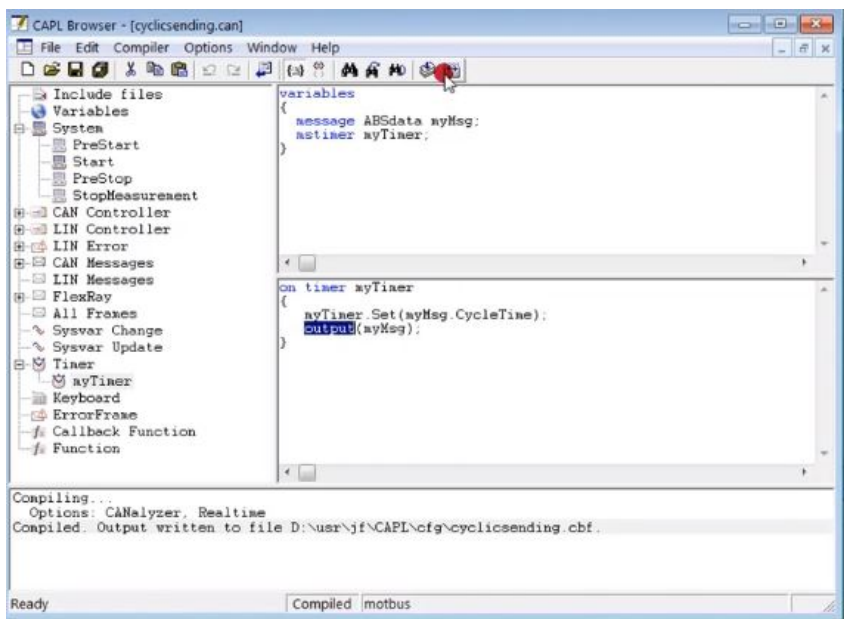 CAPL Browser - [cyclicsending.can]
File Edit Compiler Options Window Help
Include files
Variables
System
PreStart
Start
PreStop
StopMeasurement
CAN Controller
LIN Controller
LIN Error
CAN Messages
LIN Messages
FlexRay
All Frames
Sysvar Change
Sysvar Update
Timer
myTimer
Keyboard
ErrorFrame
Callback Function
Function
variables
{
message ABSdata myMsg;
mstimer myTimer;
}
on timer myTimer
{
myTimer.Set(myMsg.CycleTime);
output(myMsg);
}
Compiling...
Options: CANalyzer, Realtime
Compiled. Output written to file D:\usr\jf\CAPL\cfg\cyclicsending.cbf.
Ready Compiled motbus